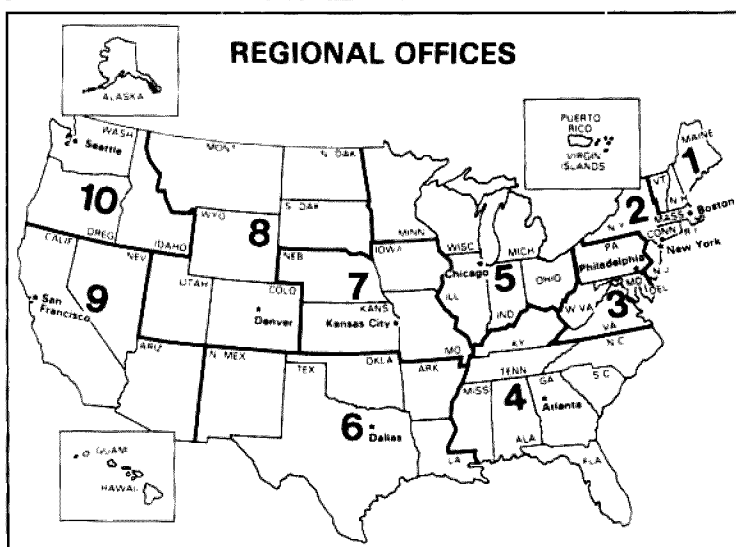 REGIONAL OFFICES
ALASKA
PUERTO
RICO
VIRGIN
ISLANDS
WASH
Seattle
MONT
N. DAK
MAINE
1
VT
N H
2
10
8
WYO
S DAK
MINN
N.Y.
MASS
Boston
CONN
R I
OREG
IDAHO
WISC
MICH
PA
New York
CALIF
NEV
NEB
IOWA
Chicago
5
OHIO
Philadelphia
N J
7
MD
DEL
UTAH
COLO
KANS
ILL
IND
W VA
3
San
Francisco
9
Denver
Kansas City
VA
MO
KY
N C
ARIZ
N MEX
TEX
OKLA
ARK
TENN
S C
MISS
4
GA
Atlanta
6
Dallas
ALA
LA
FLA
GUAM
HAWAII